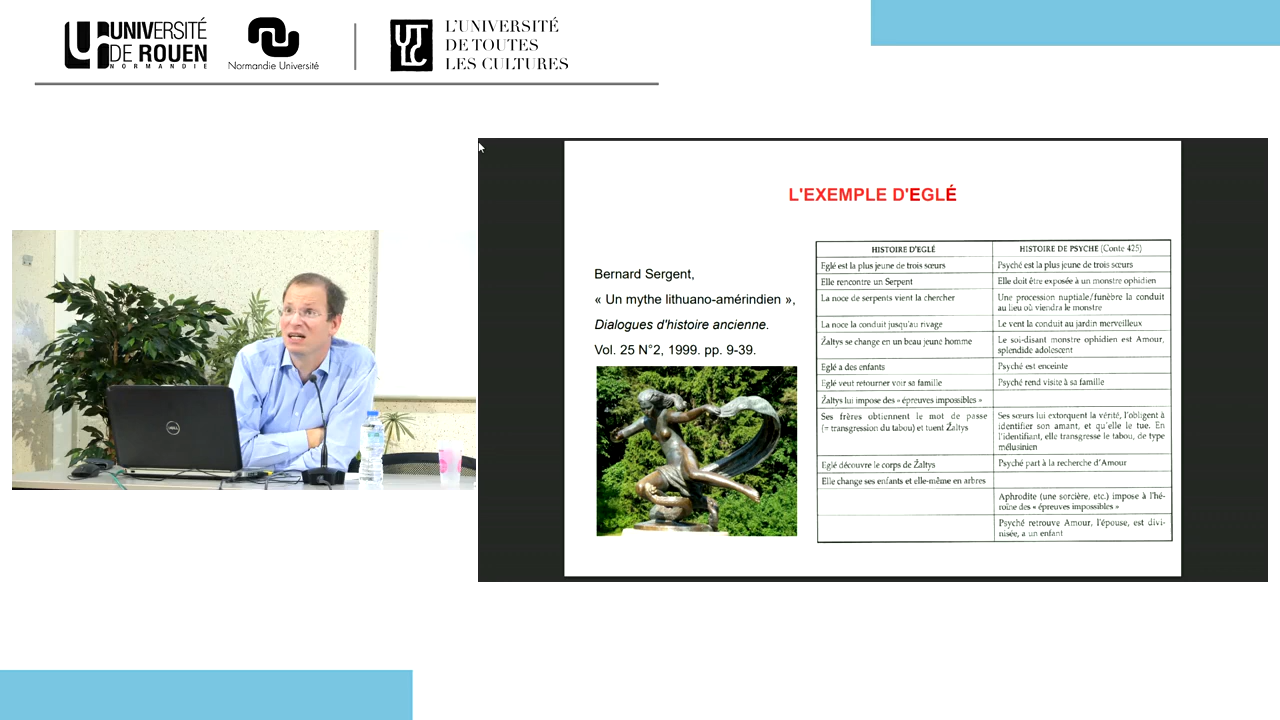 UNIVERSITÉ
DE ROUEN
NORMANDIE
Normandie Université
UTLC
L'UNIVERSITÉ
DE TOUTES
LES CULTURES
L'EXEMPLE D'EGLÉ
Bernard Sergent,
« Un mythe lithuano-amérindien »,
Dialogues d'histoire ancienne.
Vol. 25 N°2, 1999. pp. 9-39.
HISTOIRE D'EGLÉ
HISTOIRE DE PSYCHE (Conte 425)
Eglé est la plus jeune de trois sœurs
Psyché est la plus jeune de trois sœurs
Elle rencontre un Serpent
Elle doit être exposée à un monstre ophidien
La noce de serpents vient la chercher
Une procession nuptiale/funèbre la conduit
au lieu où viendra le monstre
La noce la conduit jusqu'au rivage
Le vent la conduit au jardin merveilleux
Žaltys se change en un beau jeune homme
Le soi-disant monstre ophidien est Amour,
splendide adolescent
Eglé a des enfants
Psyché est enceinte
Eglé veut retourner voir sa famille
Psyché rend visite à sa famille
Žaltys lui impose des « épreuves impossibles »
Ses frères obtiennent le mot de passe
(= transgression du tabou) et tuent Žaltys
Ses sœurs lui extorquent la vérité, l'obligent à
identifier son amant, et qu'elle le tue. En
l'identifiant, elle transgresse le tabou, de type
mélusinien
Eglé découvre le corps de Žaltys
Psyché part à la recherche d'Amour
Elle change ses enfants et elle-même en arbres
Aphrodite (une sorcière, etc.) impose à l'hé-
roïne des « épreuves impossibles »
Psyché retrouve Amour, l'épouse, est divi-
nisée, a un enfant
DELL